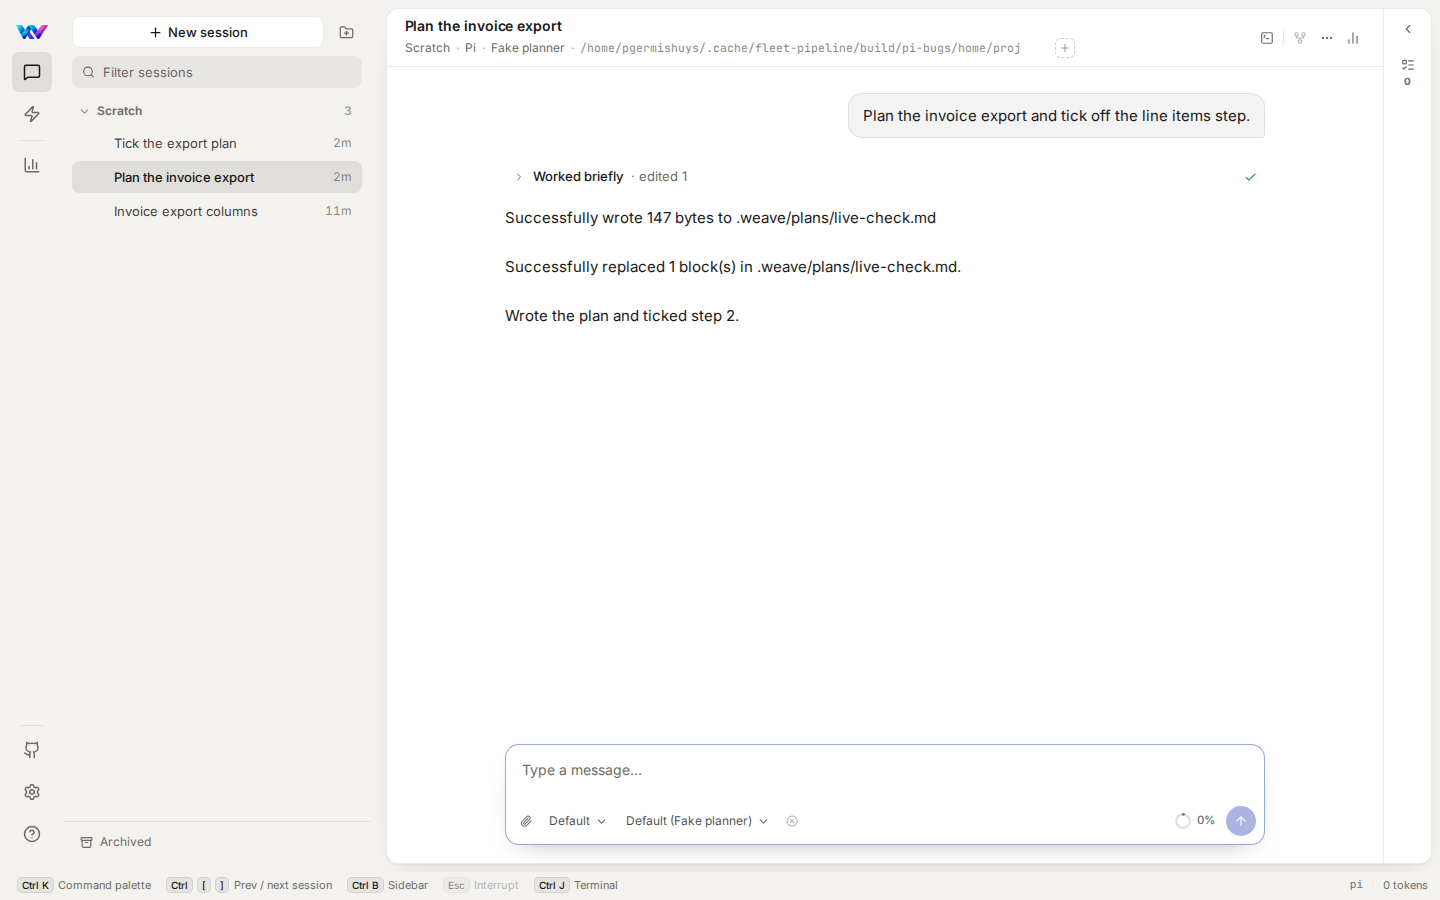 New session
Filter sessions
Scratch 3
Tick the export plan 2m
Plan the invoice export 2m
Invoice export columns 11m
Archived
Plan the invoice export
Scratch · Pi · Fake planner · /home/pgermishuys/.cache/fleet-pipeline/build/pi-bugs/home/proj
0
Plan the invoice export and tick off the line items step.
Worked briefly · edited 1
Successfully wrote 147 bytes to .weave/plans/live-check.md
Successfully replaced 1 block(s) in .weave/plans/live-check.md.
Wrote the plan and ticked step 2.
Type a message...
Default Default (Fake planner) 0%
Ctrl K Command palette Ctrl [ ] Prev / next session Ctrl B Sidebar Esc Interrupt Ctrl J Terminal pi 0 tokens